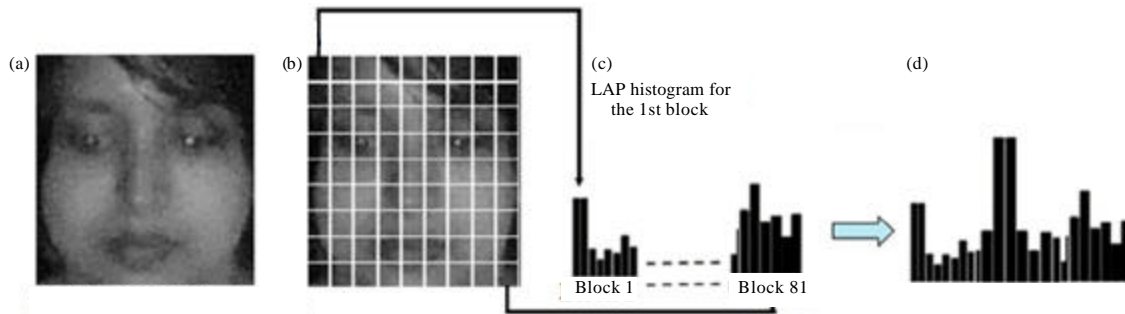 (a)
(b)
(c)
(d)
LAP histogram for
the 1st block
Block 1
Block 81